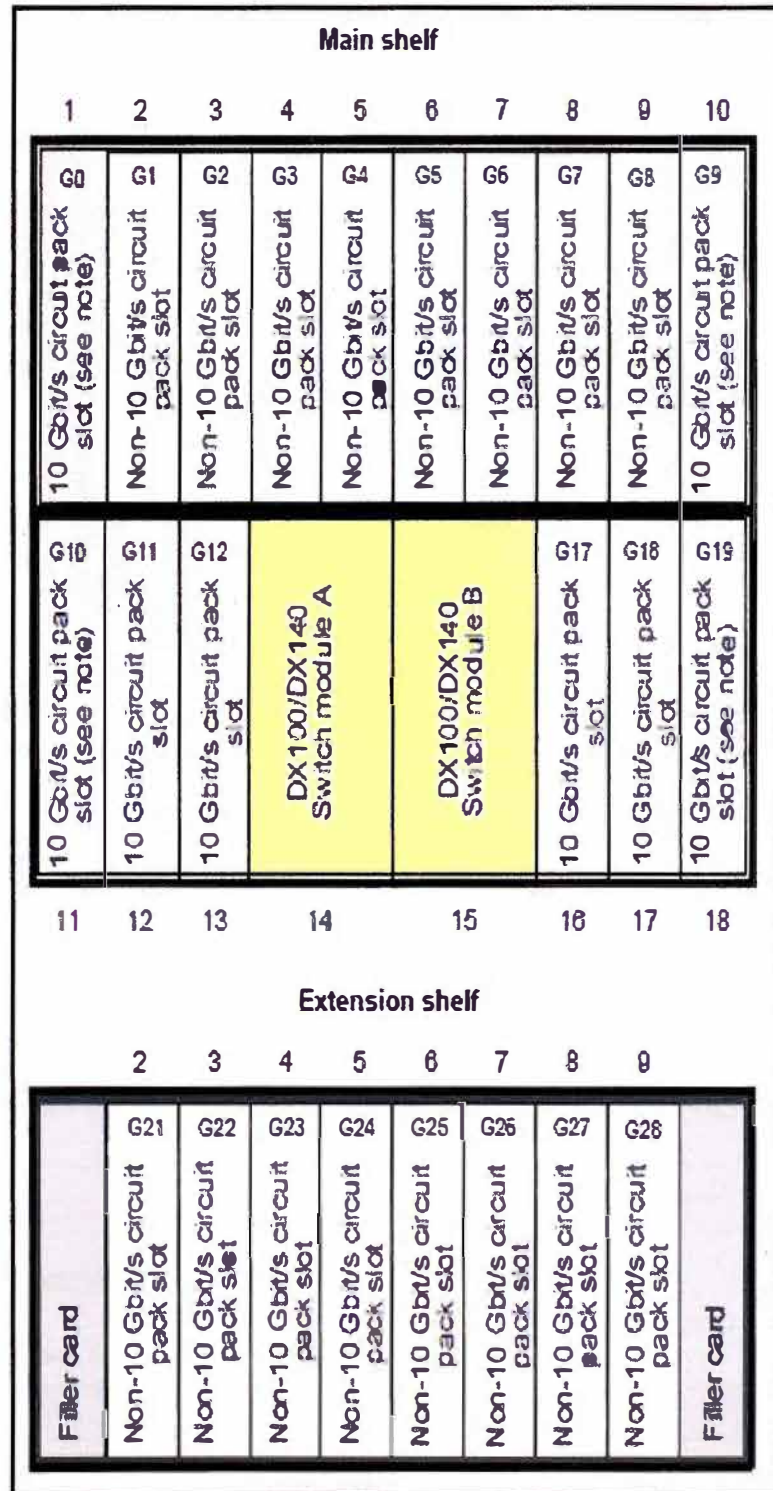 Main shelf
1 2 3 4 5 6 7 8 9 10
G0 G1 G2 G3 G4 G5 G6 G7 G8 G9
10 Gbit/s circuit pack
slot (see note)
Non-10 Gbit/s circuit
pack slot
Non-10 Gbit/s circuit
pack slot
Non-10 Gbit/s circuit
pack slot
Non-10 Gbit/s circuit
pack slot
Non-10 Gbit/s circuit
pack slot
Non-10 Gbit/s circuit
pack slot
Non-10 Gbit/s circuit
pack slot
Non-10 Gbit/s circuit
pack slot
10 Gbit/s circuit pack
slot (see note)
G10 G11 G12 G17 G18 G19
10 Gbit/s circuit pack
slot (see note)
10 Gbit/s circuit pack
slot
10 Gbit/s circuit pack
slot
DX100/DX140
Switch module A
DX100/DX140
Switch module B
10 Gbit/s circuit pack
slot
10 Gbit/s circuit pack
slot
10 Gbit/s circuit pack
slot (see note)
11 12 13 14 15 16 17 18
Extension shelf
2 3 4 5 6 7 8 9
G21 G22 G23 G24 G25 G26 G27 G28
Filler card
Non-10 Gbit/s circuit
pack slot
Non-10 Gbit/s circuit
pack slot
Non-10 Gbit/s circuit
pack slot
Non-10 Gbit/s circuit
pack slot
Non-10 Gbit/s circuit
pack slot
Non-10 Gbit/s circuit
pack slot
Non-10 Gbit/s circuit
pack slot
Non-10 Gbit/s circuit
pack slot
Filler card